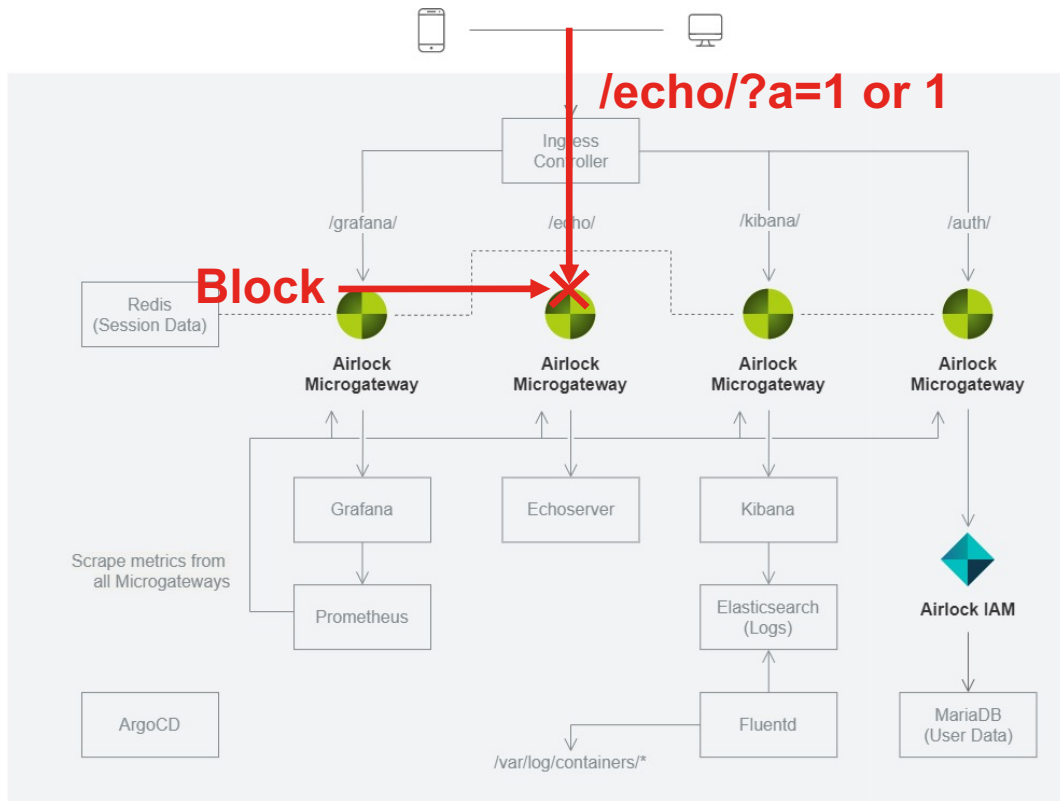 /echo/?a=1 or 1
Ingress
Controller
/grafana/
/echo/
/kibana/
/auth/
Block
Redis
(Session Data)
Airlock
Microgateway
Airlock
Microgateway
Airlock
Microgateway
Airlock
Microgateway
Grafana
Echoserver
Kibana
Scrape metrics from
all Microgateways
Prometheus
Elasticsearch
(Logs)
Airlock IAM
ArgoCD
Fluentd
MariaDB
(User Data)
/var/log/containers/*